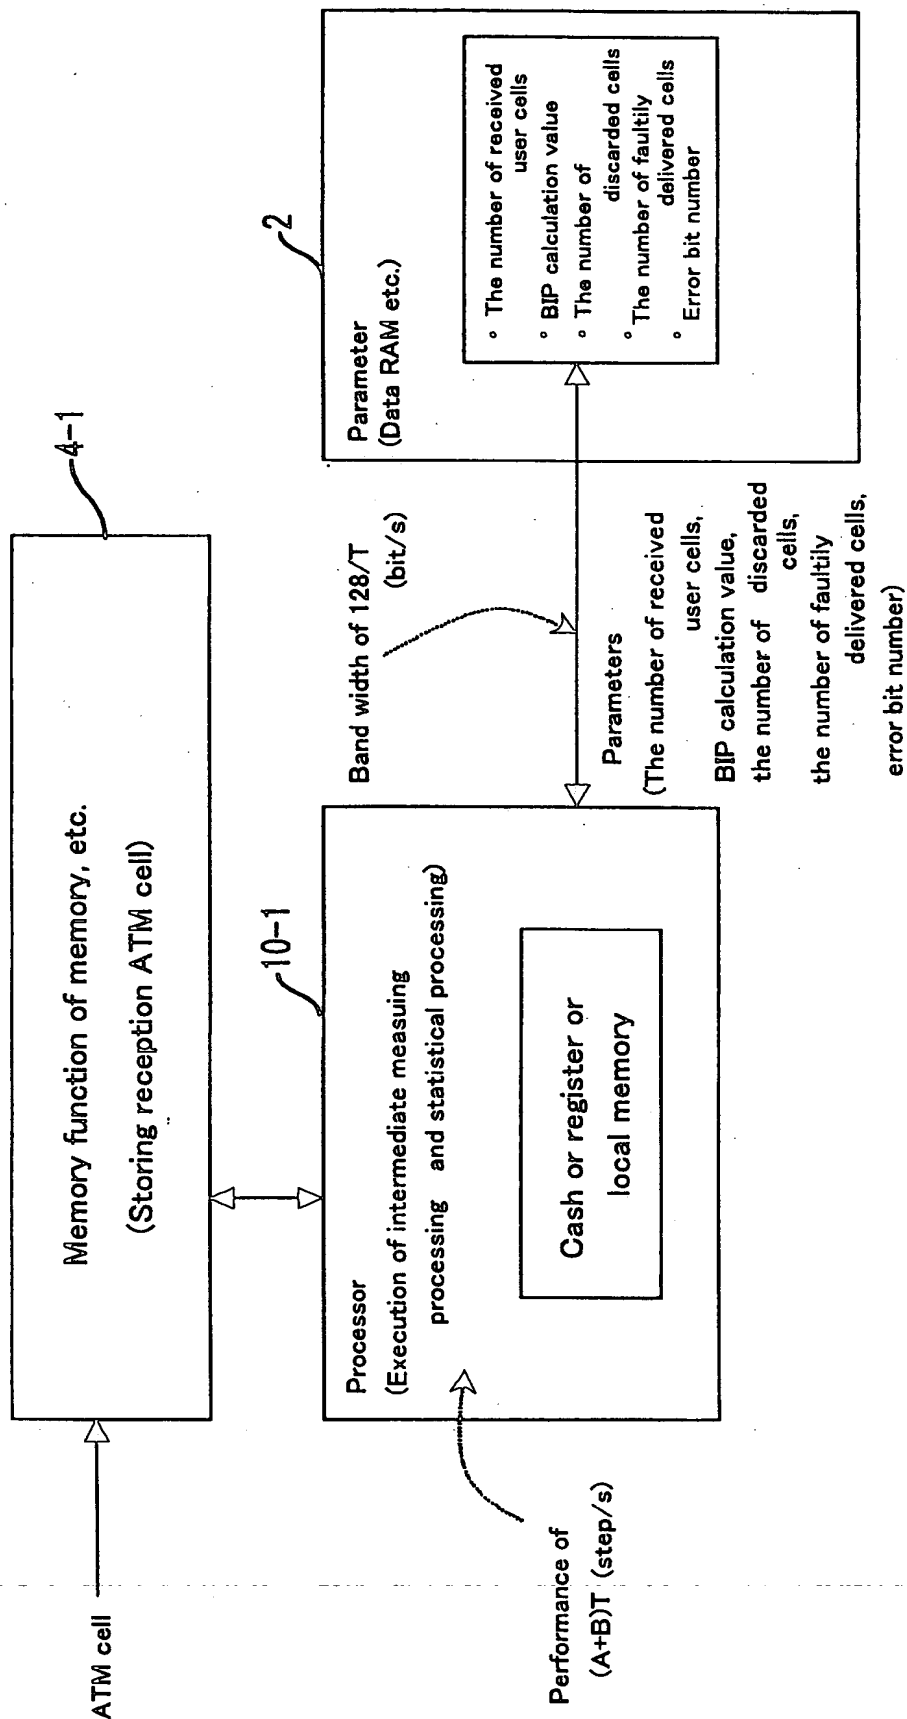 ATM cell
Memory function of memory, etc.
(Storing reception ATM cell)
4-1
Performance of
(A+B)T (step/s)
Processor
(Execution of intermediate measuing
processing and statistical processing)
Cash or register or
local memory
10-1
Band width of 128/T
(bit/s)
Parameters
(The number of received
user cells,
BIP calculation value,
the number of discarded
cells,
the number of faultily
delivered cells,
error bit number)
Parameter
(Data RAM etc.)
2
° The number of received
user cells
° BIP calculation value
° The number of
discarded cells
° The number of faultily
delivered cells
° Error bit number